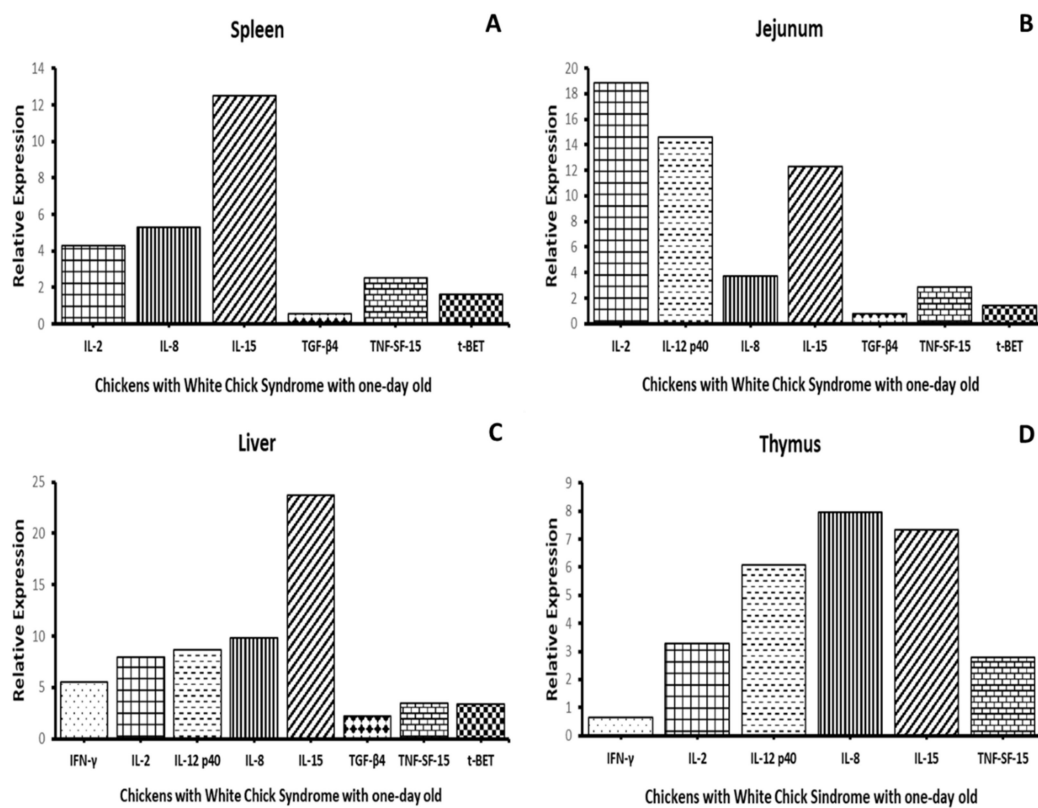 Spleen
A
Relative Expression
14
12
10
8
6
4
2
0
IL-2 IL-8 IL-15 TGF-β4 TNF-SF-15 t-BET
Chickens with White Chick Syndrome with one-day old
Jejunum
B
Relative Expression
20
18
16
14
12
10
8
6
4
2
0
IL-2 IL-12 p40 IL-8 IL-15 TGF-β4 TNF-SF-15 t-BET
Chickens with White Chick Syndrome with one-day old
Liver
C
Relative Expression
25
20
15
10
5
0
IFN-γ IL-2 IL-12 p40 IL-8 IL-15 TGF-β4 TNF-SF-15 t-BET
Chickens with White Chick Syndrome with one-day old
Thymus
D
Relative Expression
9
8
7
6
5
4
3
2
1
0
IFN-γ IL-2 IL-12 p40 IL-8 IL-15 TNF-SF-15
Chickens with White Chick Syndrome with one-day old